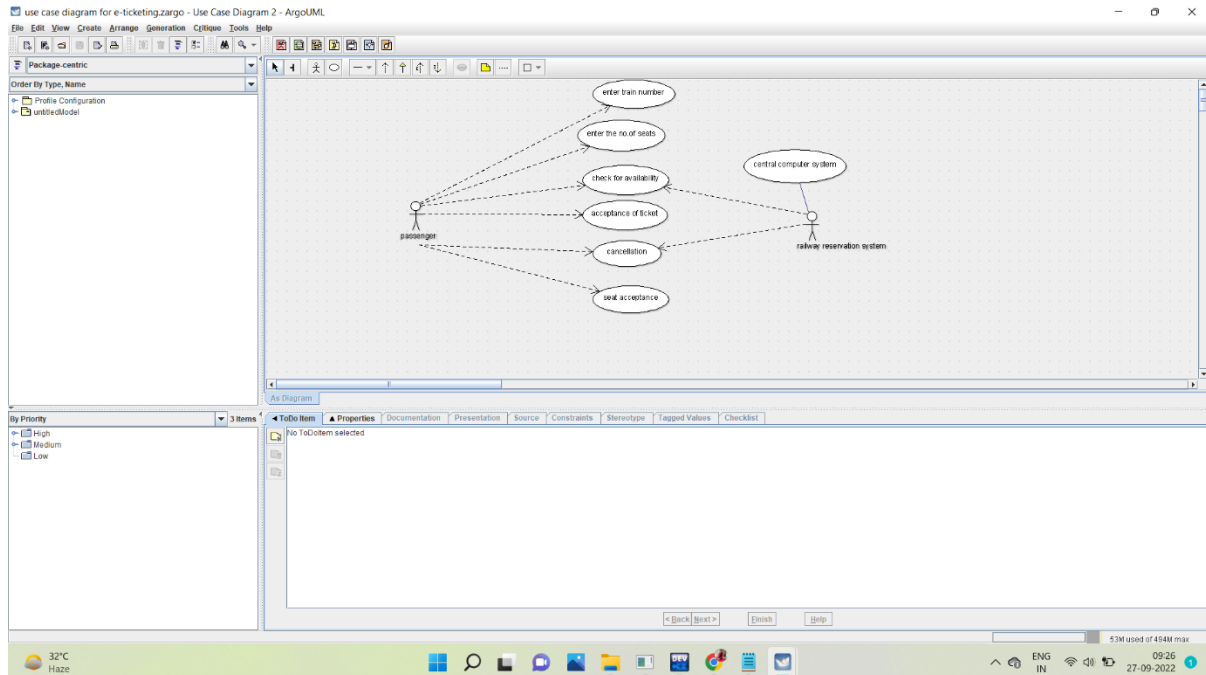 use case diagram for e-ticketing.zargo - Use Case Diagram 2 - ArgoUML
File Edit View Create Arrange Generation Critique Tools Help
Package-centric
Order By Type, Name
Profile Configuration
untitledModel
enter train number
enter the no.of seats
check for availability
central computer system
acceptance of ticket
passenger
cancellation
railway reservation system
seat acceptance
As Diagram
By Priority
3 Items
High
Medium
Low
ToDo Item Properties Documentation Presentation Source Constraints Stereotype Tagged Values Checklist
No ToDoItem selected
< Back Next > Finish Help
53M used of 494M max
32°C
Haze
DEV
ENG
IN
09:26
27-09-2022
1